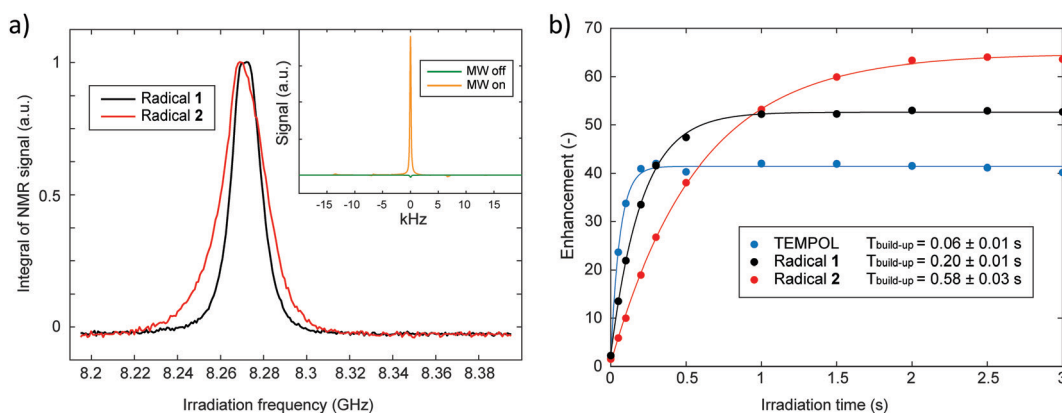 a)
Integral of NMR signal (a.u.)
1
0.5
0
Radical 1
Radical 2
Signal (a.u.)
MW off
MW on
-15 -10 -5 0 5 10 15
kHz
8.2 8.22 8.24 8.26 8.28 8.3 8.32 8.34 8.36 8.38
Irradiation frequency (GHz)
b)
Enhancement (-)
70
60
50
40
30
20
10
0
TEMPOL Tbuild-up = 0.06 ± 0.01 s
Radical 1 Tbuild-up = 0.20 ± 0.01 s
Radical 2 Tbuild-up = 0.58 ± 0.03 s
0 0.5 1.0 1.5 2 2.5 3
Irradiation time (s)